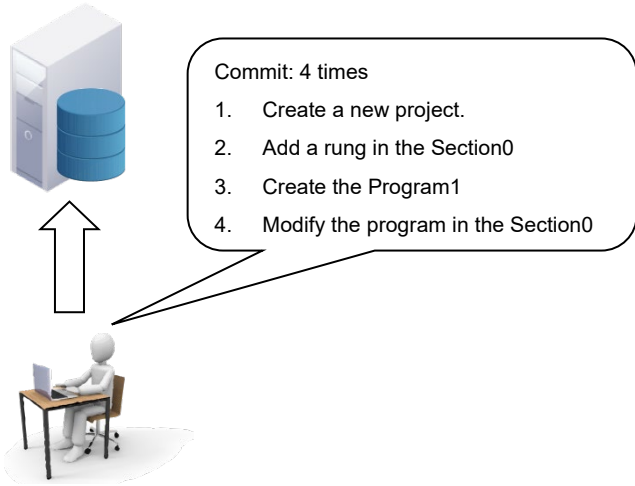 Commit: 4 times
1. Create a new project.
2. Add a rung in the Section0
3. Create the Program1
4. Modify the program in the Section0